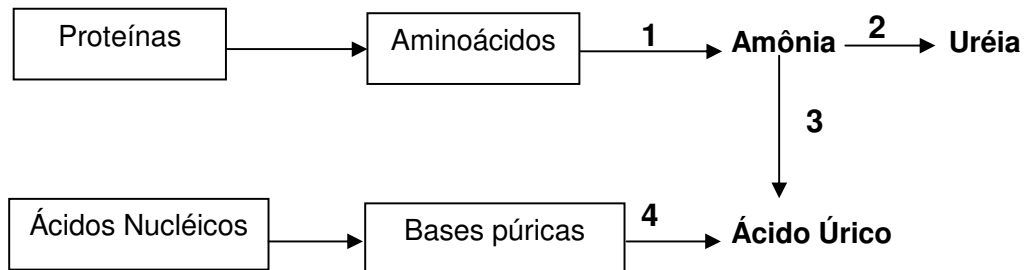 Proteínas
Aminoácidos
1
Amônia
2
Uréia
3
Ácidos Nucléicos
Bases púricas
4
Ácido Úrico